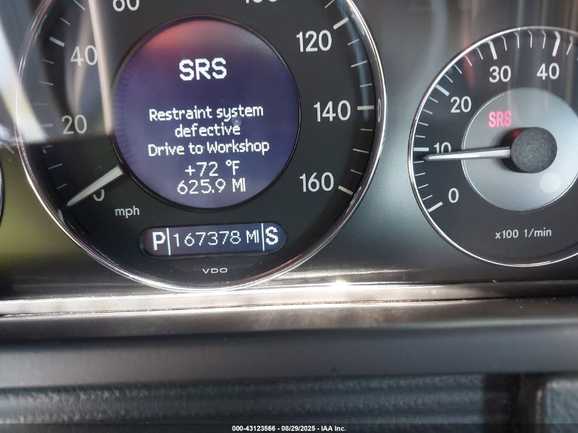 60
100
40
120
20
140
0
160
mph
SRS
Restraint system
defective
Drive to Workshop
+72 °F
625.9 MI
P 167378 MI S
VDO
30
40
20
SRS
10
0
x100 1/min
000-43123566 - 08/29/2025 - IAA Inc.